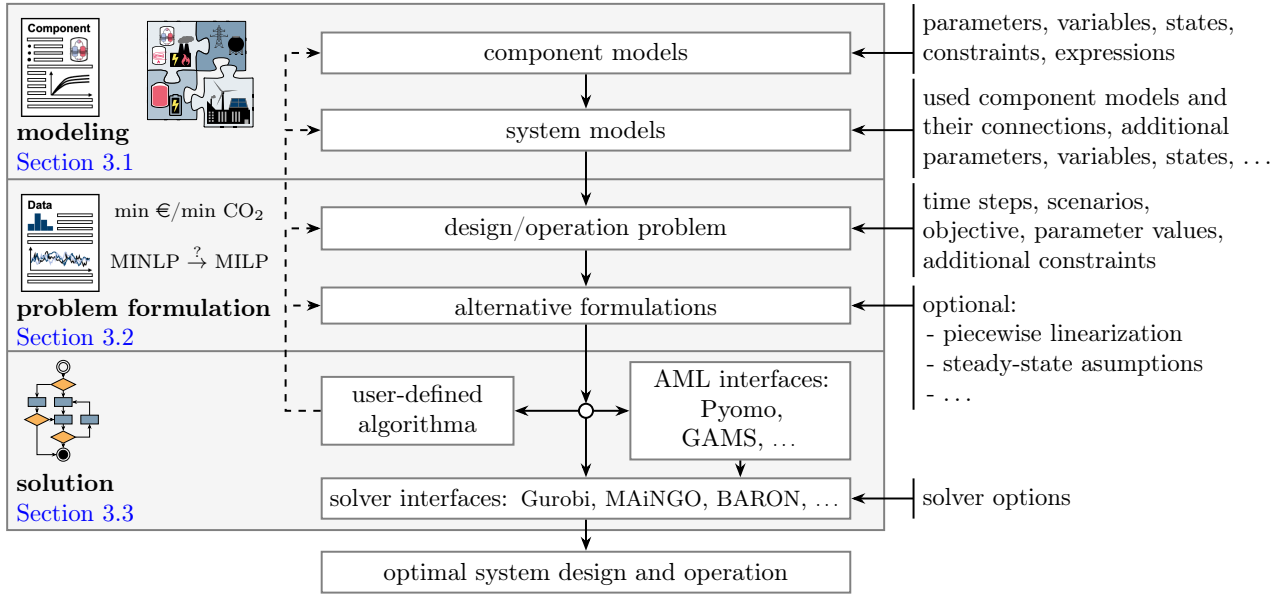 Component
modeling
Section 3.1
component models
system models
parameters, variables, states,
constraints, expressions
used component models and
their connections, additional
parameters, variables, states, …
Data
min €/min CO₂
MINLP →? MILP
problem formulation
Section 3.2
design/operation problem
alternative formulations
time steps, scenarios,
objective, parameter values,
additional constraints
optional:
- piecewise linearization
- steady-state asumptions
- …
solution
Section 3.3
user-defined
algorithma
AML interfaces:
Pyomo,
GAMS, …
solver interfaces: Gurobi, MAiNGO, BARON, …
solver options
optimal system design and operation